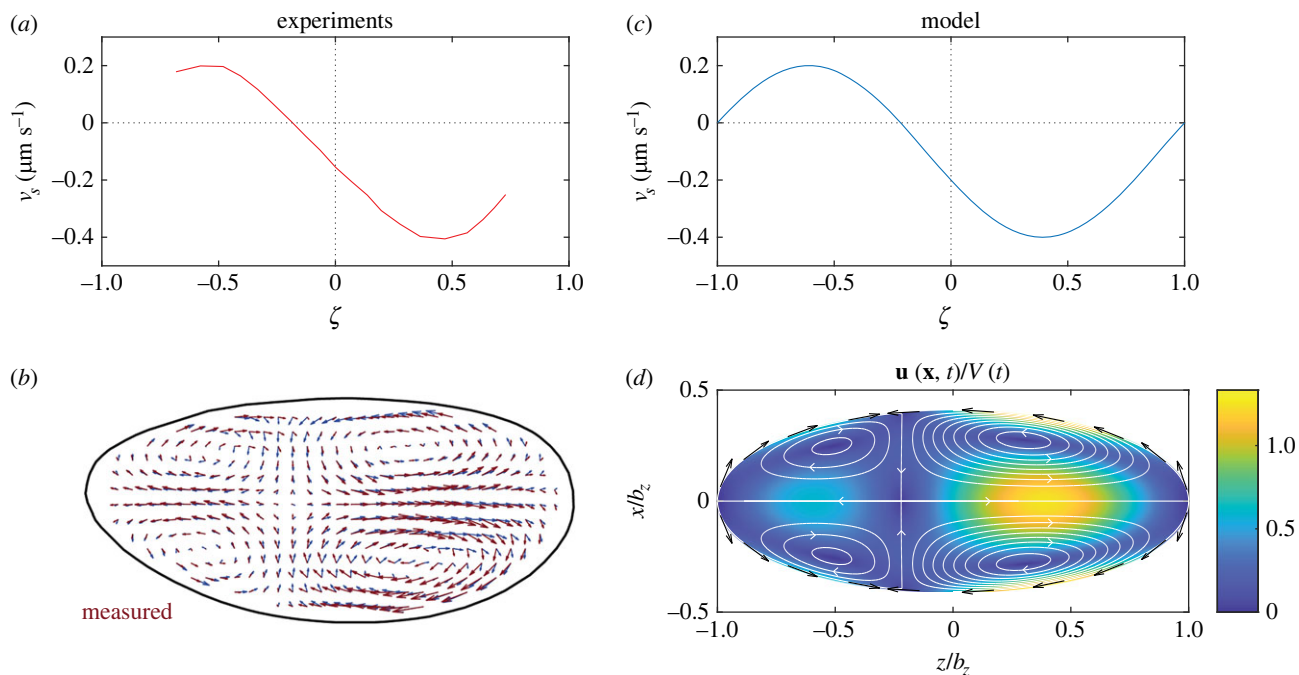 (a) experiments
0.2
0
−0.2
−0.4
v_s (μm s⁻¹)
−1.0 −0.5 0 0.5 1.0
ζ
(c) model
0.2
0
−0.2
−0.4
v_s (μm s⁻¹)
−1.0 −0.5 0 0.5 1.0
ζ
(b)
measured
(d) u (x, t)/V (t)
0.5
0
−0.5
x/b_z
−1.0 −0.5 0 0.5 1.0
z/b_z
1.0
0.5
0